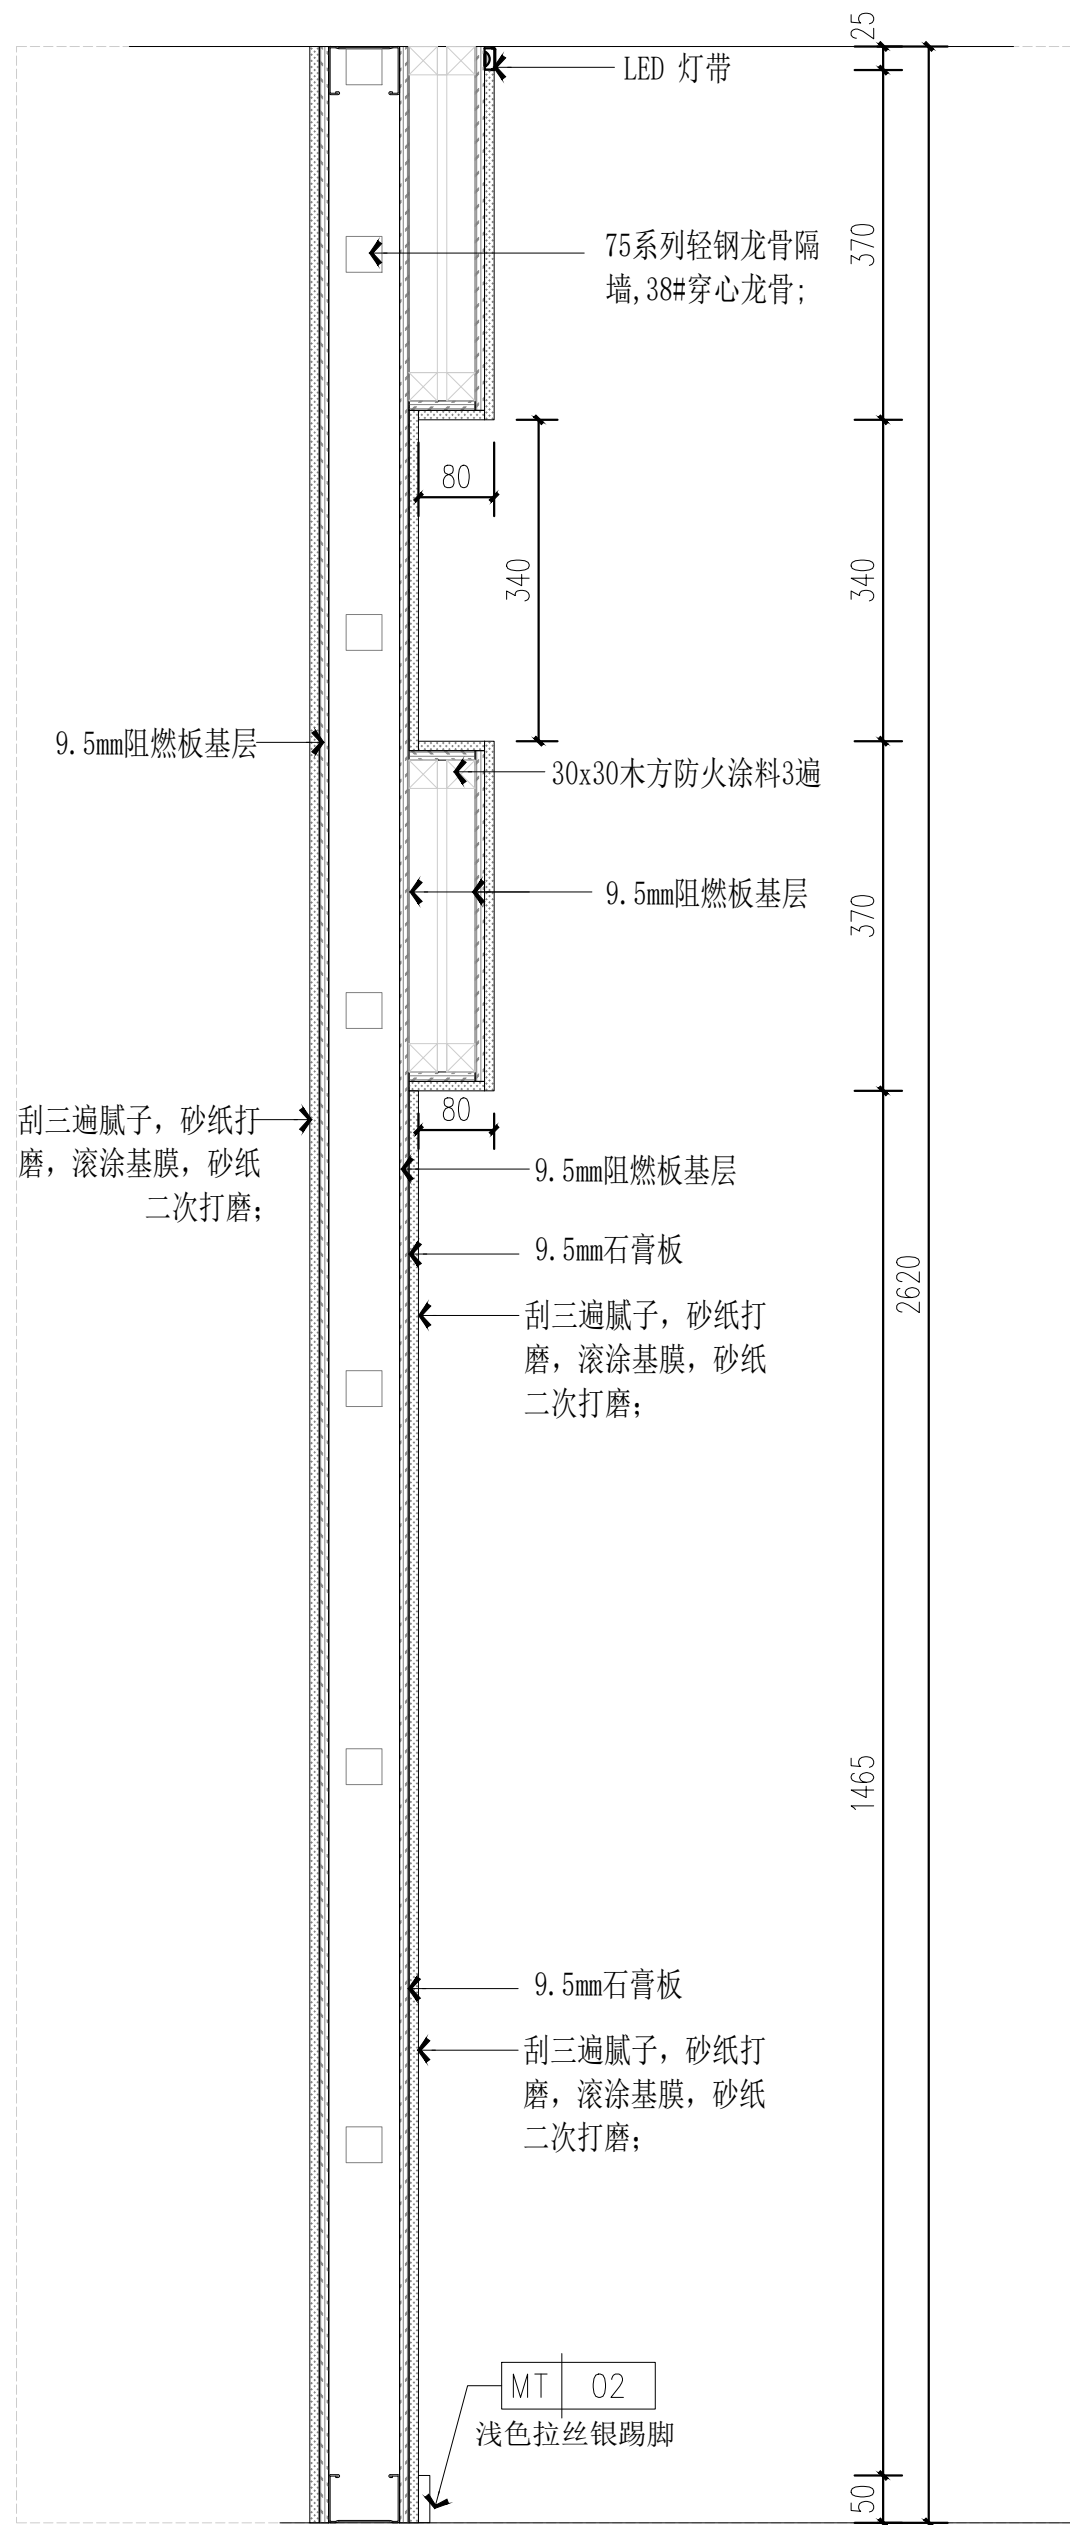 25
LED 灯带
75系列轻钢龙骨隔
墙,38#穿心龙骨;
370
80
340
340
9.5mm阻燃板基层
30x30木方防火涂料3遍
9.5mm阻燃板基层
370
80
刮三遍腻子，砂纸打
磨，滚涂基膜，砂纸
二次打磨；
9.5mm阻燃板基层
9.5mm石膏板
2620
刮三遍腻子，砂纸打
磨，滚涂基膜，砂纸
二次打磨；
1465
9.5mm石膏板
刮三遍腻子，砂纸打
磨，滚涂基膜，砂纸
二次打磨；
MT 02
浅色拉丝银踢脚
50